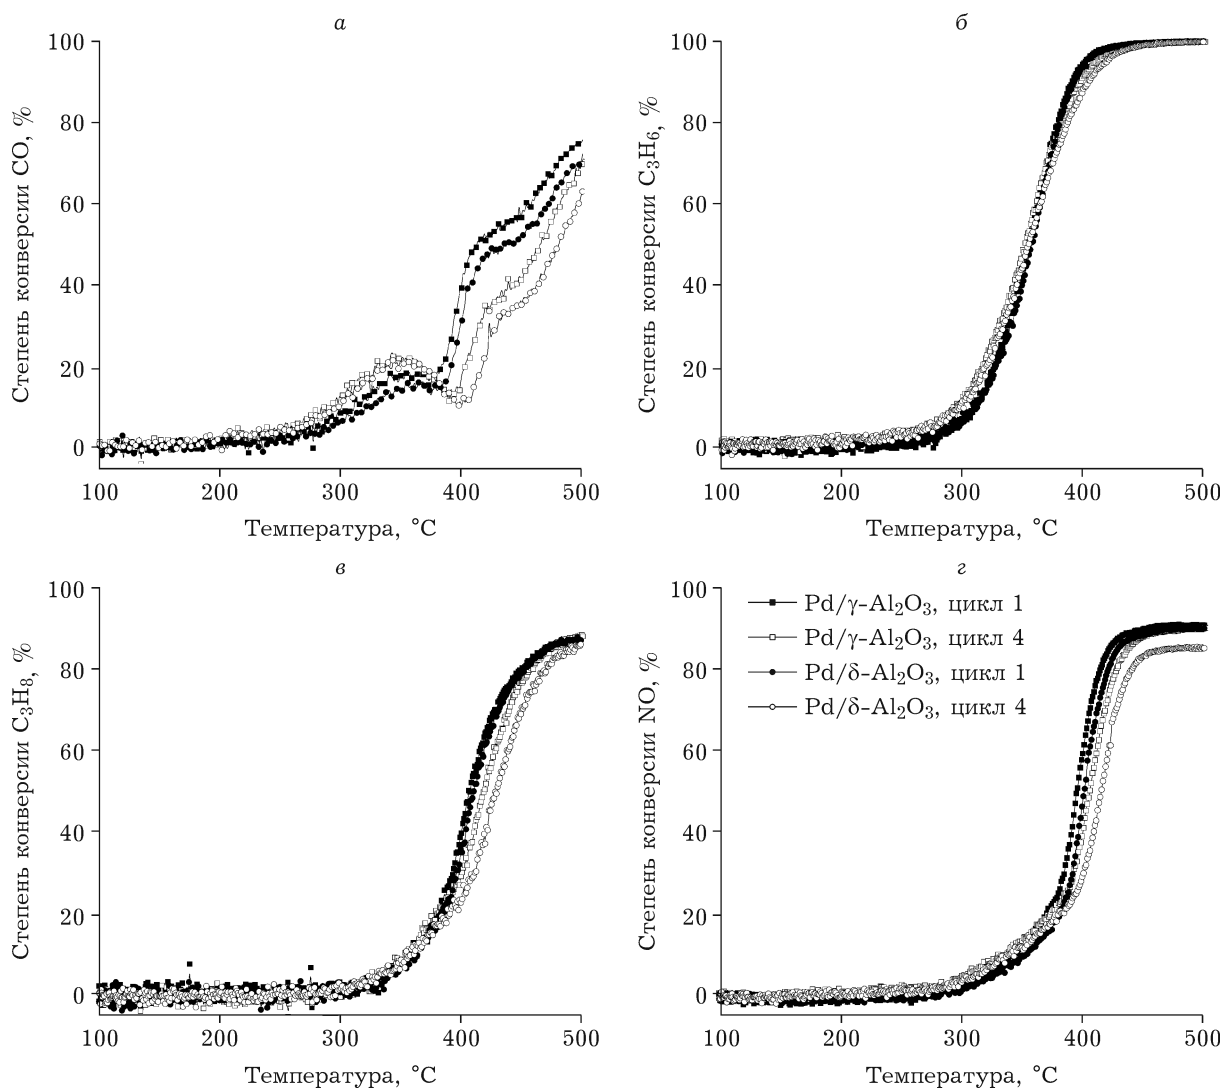 а
Степень конверсии CO, %
100
80
60
40
20
0
100 200 300 400 500
Температура, °C
б
Степень конверсии C₃H₆, %
100
80
60
40
20
0
100 200 300 400 500
Температура, °C
в
Степень конверсии C₃H₈, %
100
80
60
40
20
0
100 200 300 400 500
Температура, °C
г
Степень конверсии NO, %
100
80
60
40
20
0
Pd/γ-Al₂O₃, цикл 1
Pd/γ-Al₂O₃, цикл 4
Pd/δ-Al₂O₃, цикл 1
Pd/δ-Al₂O₃, цикл 4
100 200 300 400 500
Температура, °C